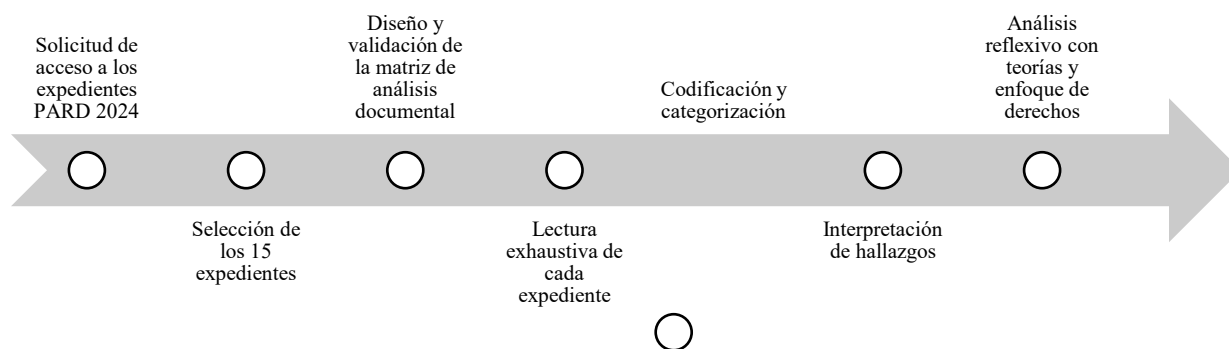 Solicitud de
acceso a los
expedientes
PARD 2024
Selección de
los 15
expedientes
Diseño y
validación de
la matriz de
análisis
documental
Lectura
exhaustiva de
cada
expediente
Codificación y
categorización
Interpretación
de hallazgos
Análisis
reflexivo con
teorías y
enfoque de
derechos